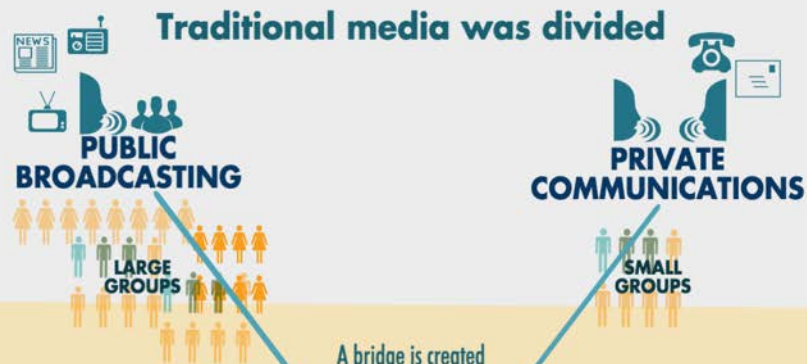 Traditional media was divided
NEWS
PUBLIC
BROADCASTING
PRIVATE
COMMUNICATIONS
LARGE
GROUPS
SMALL
GROUPS
A bridge is created